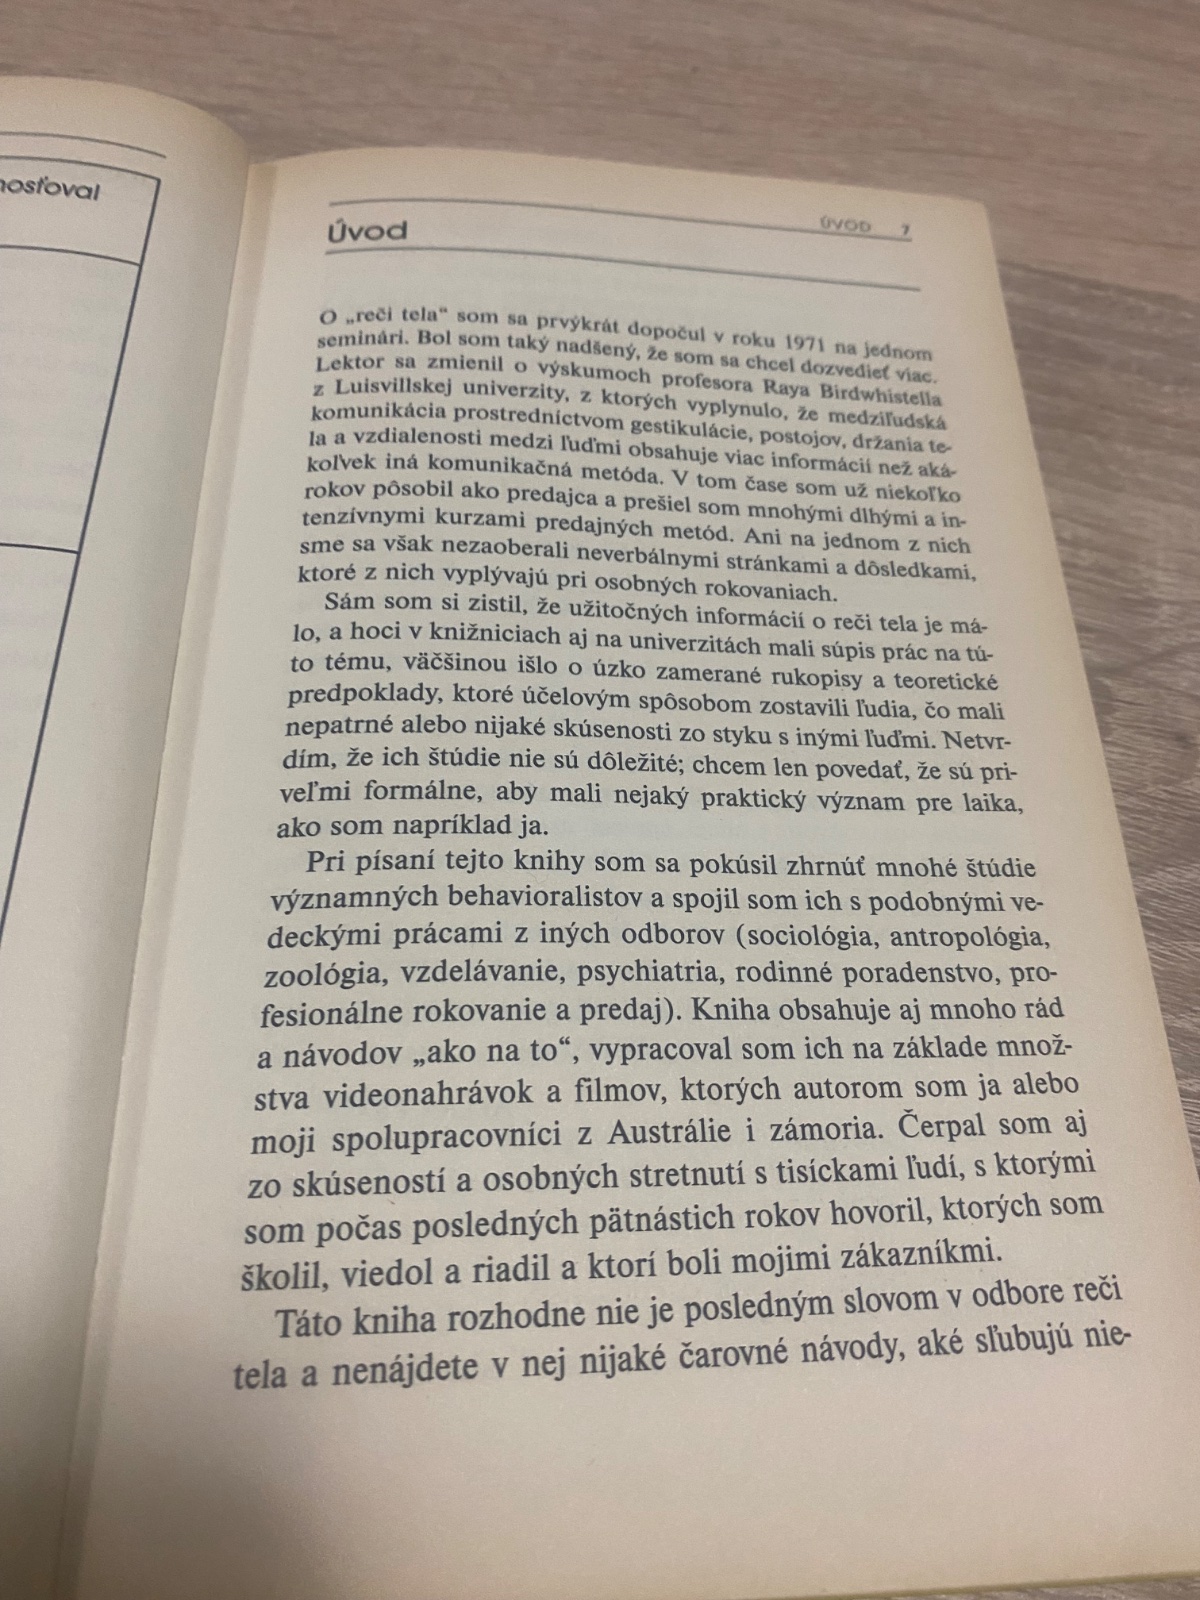 nosťoval
ÚVOD 7
Úvod
O „reči tela“ som sa prvýkrát dopočul v roku 1971 na jednom
seminári. Bol som taký nadšený, že som sa chcel dozvedieť viac.
Lektor sa zmienil o výskumoch profesora Raya Birdwhistella
z Luisvillskej univerzity, z ktorých vyplynulo, že medziľudská
komunikácia prostredníctvom gestikulácie, postojov, držania te-
la a vzdialenosti medzi ľuďmi obsahuje viac informácií než aká-
koľvek iná komunikačná metóda. V tom čase som už niekoľko
rokov pôsobil ako predajca a prešiel som mnohými dlhými a in-
tenzívnymi kurzami predajných metód. Ani na jednom z nich
sme sa však nezaoberali neverbálnymi stránkami a dôsledkami,
ktoré z nich vyplývajú pri osobných rokovaniach.
Sám som si zistil, že užitočných informácií o reči tela je má-
lo, a hoci v knižniciach aj na univerzitách mali súpis prác na tú-
to tému, väčšinou išlo o úzko zamerané rukopisy a teoretické
predpoklady, ktoré účelovým spôsobom zostavili ľudia, čo mali
nepatrné alebo nijaké skúsenosti zo styku s inými ľuďmi. Netvr-
dím, že ich štúdie nie sú dôležité; chcem len povedať, že sú pri-
veľmi formálne, aby mali nejaký praktický význam pre laika,
ako som napríklad ja.
Pri písaní tejto knihy som sa pokúsil zhrnúť mnohé štúdie
významných behavioralistov a spojil som ich s podobnými ve-
deckými prácami z iných odborov (sociológia, antropológia,
zoológia, vzdelávanie, psychiatria, rodinné poradenstvo, pro-
fesionálne rokovanie a predaj). Kniha obsahuje aj mnoho rád
a návodov „ako na to“, vypracoval som ich na základe množ-
stva videonahrávok a filmov, ktorých autorom som ja alebo
moji spolupracovníci z Austrálie i zámoria. Čerpal som aj
zo skúseností a osobných stretnutí s tisíckami ľudí, s ktorými
som počas posledných pätnástich rokov hovoril, ktorých som
školil, viedol a riadil a ktorí boli mojimi zákazníkmi.
Táto kniha rozhodne nie je posledným slovom v odbore reči
tela a nenájdete v nej nijaké čarovné návody, aké sľubujú nie-